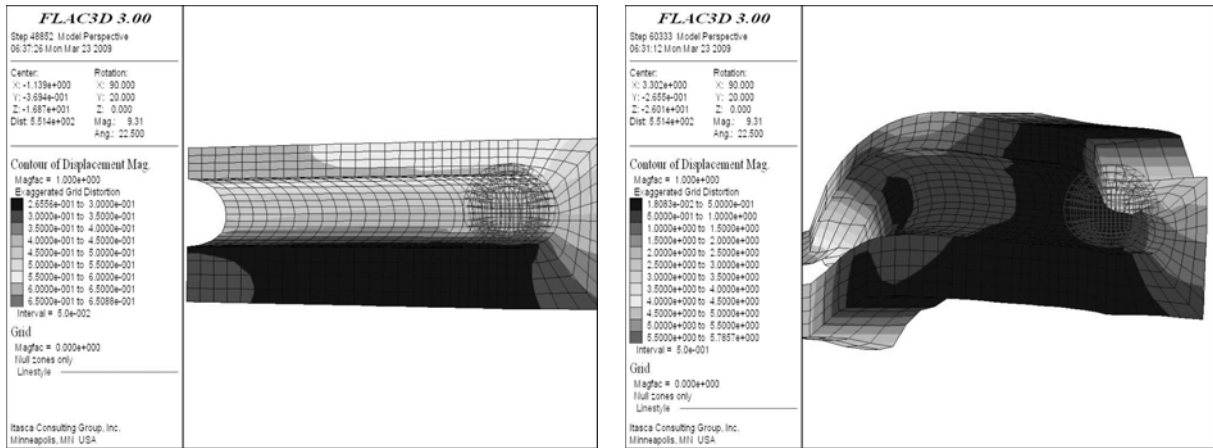 FLAC3D 3.00
Step 48852 Model Perspective
06:37:26 Mon Mar 23 2009
Center: Rotation:
X: -1.139e+000 X: 90.000
Y: -3.694e-001 Y: 20.000
Z: -1.687e+001 Z: 0.000
Dist: 5.514e+002 Mag.: 9.31
Ang.: 22.500
Contour of Displacement Mag.
Magfac = 1.000e+000
Exaggerated Grid Distortion
2.6556e-001 to 3.0000e-001
3.0000e-001 to 3.5000e-001
3.5000e-001 to 4.0000e-001
4.0000e-001 to 4.5000e-001
4.5000e-001 to 5.0000e-001
5.0000e-001 to 5.5000e-001
5.5000e-001 to 6.0000e-001
6.0000e-001 to 6.5000e-001
6.5000e-001 to 6.5088e-001
Interval = 5.0e-002
Grid
Magfac = 0.000e+000
Null zones only
Linestyle
Itasca Consulting Group, Inc.
Minneapolis, MN USA
FLAC3D 3.00
Step 60333 Model Perspective
06:31:12 Mon Mar 23 2009
Center: Rotation:
X: 3.302e+000 X: 90.000
Y: -2.655e-001 Y: 20.000
Z: -2.601e+001 Z: 0.000
Dist: 5.514e+002 Mag.: 9.31
Ang.: 22.500
Contour of Displacement Mag.
Magfac = 1.000e+000
Exaggerated Grid Distortion
1.8083e-002 to 5.0000e-001
5.0000e-001 to 1.0000e+000
1.0000e+000 to 1.5000e+000
1.5000e+000 to 2.0000e+000
2.0000e+000 to 2.5000e+000
2.5000e+000 to 3.0000e+000
3.0000e+000 to 3.5000e+000
3.5000e+000 to 4.0000e+000
4.0000e+000 to 4.5000e+000
4.5000e+000 to 5.0000e+000
5.0000e+000 to 5.5000e+000
5.5000e+000 to 5.7857e+000
Interval = 5.0e-001
Grid
Magfac = 0.000e+000
Null zones only
Linestyle
Itasca Consulting Group, Inc.
Minneapolis, MN USA